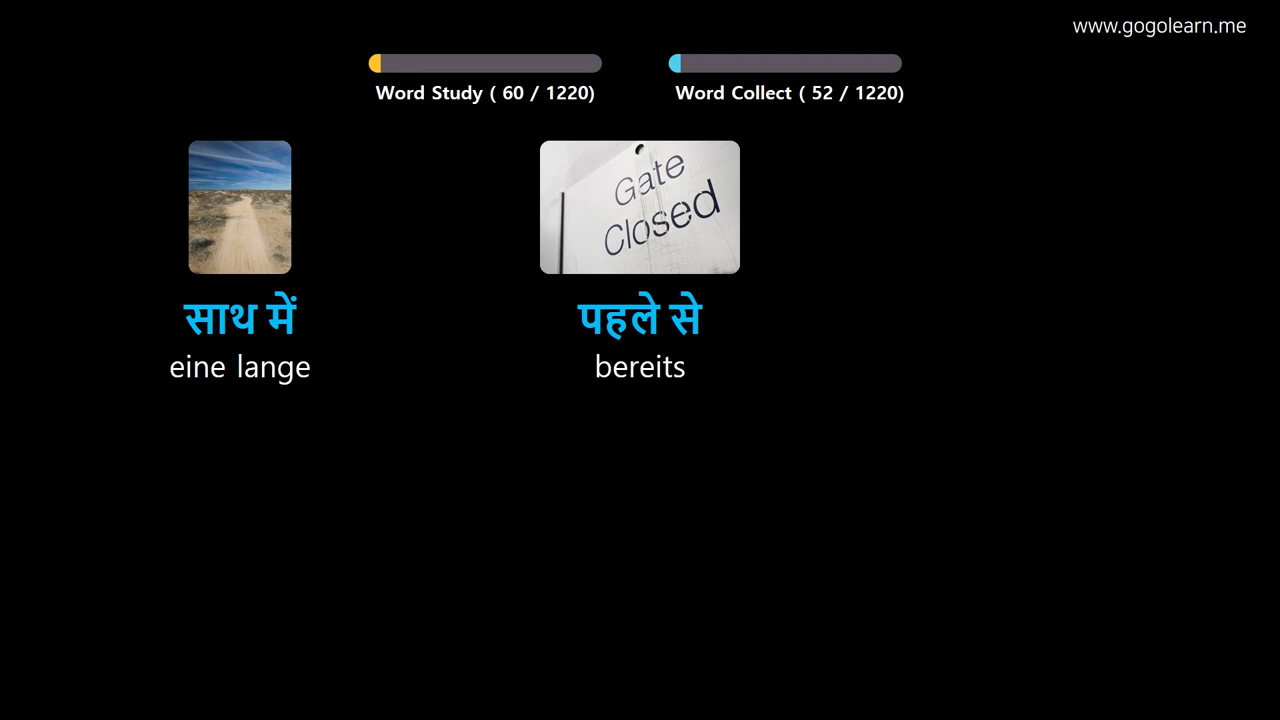 www.gogolearn.me
Word Study ( 60 / 1220)
Word Collect ( 52 / 1220)
Gate
Closed
साथ में
eine lange
पहले से
bereits